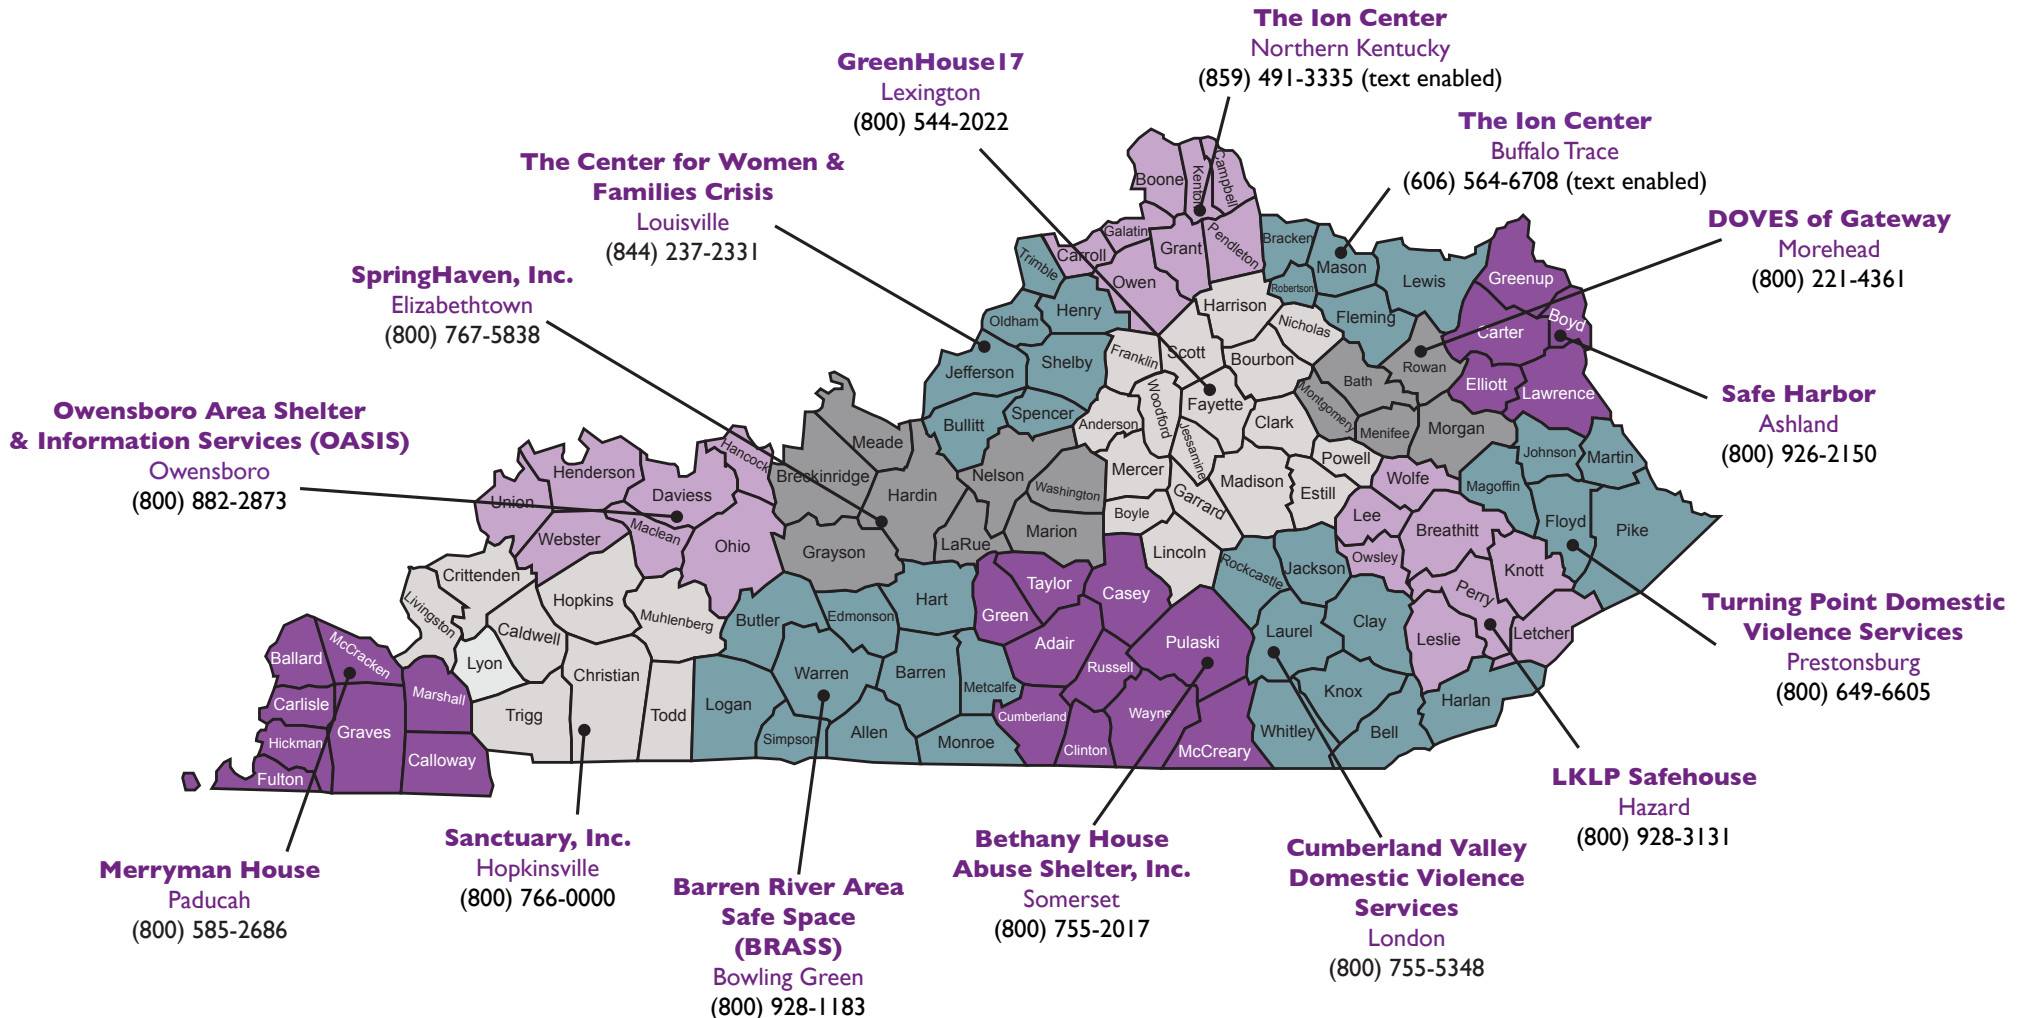 The Ion Center
Northern Kentucky
(859) 491-3335 (text enabled)
GreenHouse17
Lexington
(800) 544-2022
The Ion Center
Buffalo Trace
(606) 564-6708 (text enabled)
The Center for Women &
Families Crisis
Louisville
(844) 237-2331
DOVES of Gateway
Morehead
(800) 221-4361
SpringHaven, Inc.
Elizabethtown
(800) 767-5838
Safe Harbor
Ashland
(800) 926-2150
Owensboro Area Shelter
& Information Services (OASIS)
Owensboro
(800) 882-2873
Turning Point Domestic
Violence Services
Prestonsburg
(800) 649-6605
LKLP Safehouse
Hazard
(800) 928-3131
Merryman House
Paducah
(800) 585-2686
Sanctuary, Inc.
Hopkinsville
(800) 766-0000
Barren River Area
Safe Space
(BRASS)
Bowling Green
(800) 928-1183
Bethany House
Abuse Shelter, Inc.
Somerset
(800) 755-2017
Cumberland Valley
Domestic Violence
Services
London
(800) 755-5348
Boone
Kenton
Campbell
Galatin
Grant
Pendleton
Carroll
Owen
Trimble
Henry
Oldham
Jefferson
Shelby
Bullitt
Spencer
Bracken
Mason
Robertson
Lewis
Fleming
Greenup
Carter
Boyd
Elliott
Lawrence
Rowan
Bath
Montgomery
Menifee
Morgan
Harrison
Nicholas
Scott
Bourbon
Franklin
Woodford
Fayette
Clark
Anderson
Jessamine
Mercer
Madison
Powell
Estill
Garrard
Boyle
Lincoln
Johnson
Martin
Magoffin
Floyd
Pike
Wolfe
Lee
Breathitt
Owsley
Knott
Perry
Leslie
Letcher
Rockcastle
Jackson
Laurel
Clay
Knox
Whitley
Bell
Harlan
Meade
Breckinridge
Hardin
Nelson
Washington
Marion
LaRue
Grayson
Hancock
Henderson
Union
Daviess
Webster
Maclean
Ohio
Crittenden
Livingston
Hopkins
Muhlenberg
Caldwell
Lyon
Christian
Trigg
Todd
Ballard
McCracken
Carlisle
Marshall
Graves
Hickman
Calloway
Fulton
Butler
Edmonson
Hart
Warren
Barren
Metcalfe
Logan
Simpson
Allen
Monroe
Taylor
Green
Casey
Adair
Pulaski
Russell
Cumberland
Wayne
Clinton
McCreary